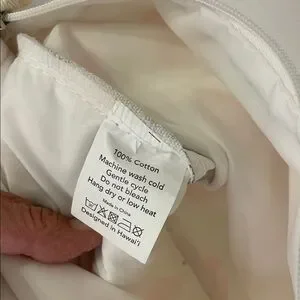 100% Cotton
Machine wash cold
Gentle cycle
Do not bleach
Hang dry or low heat
Made in China
Designed in Hawai'i